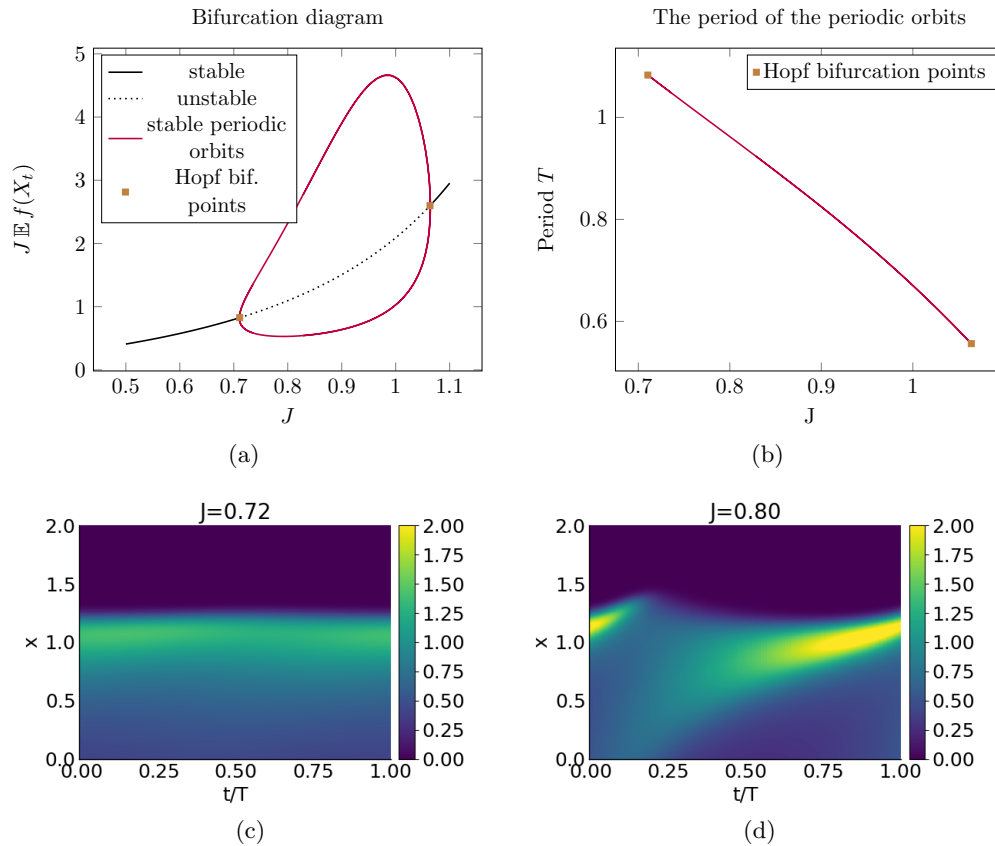 Bifurcation diagram
5
4
3
2
1
0
J 𝔼 f(X_t)
stable
unstable
stable periodic
orbits
Hopf bif.
points
0.5 0.6 0.7 0.8 0.9 1 1.1
J
(a)
The period of the periodic orbits
Hopf bifurcation points
1
0.8
0.6
Period T
0.7 0.8 0.9 1
J
(b)
J=0.72
2.0
1.5
1.0
0.5
0.0
x
0.00 0.25 0.50 0.75 1.00
t/T
2.00
1.75
1.50
1.25
1.00
0.75
0.50
0.25
0.00
(c)
J=0.80
2.0
1.5
1.0
0.5
0.0
x
0.00 0.25 0.50 0.75 1.00
t/T
2.00
1.75
1.50
1.25
1.00
0.75
0.50
0.25
0.00
(d)